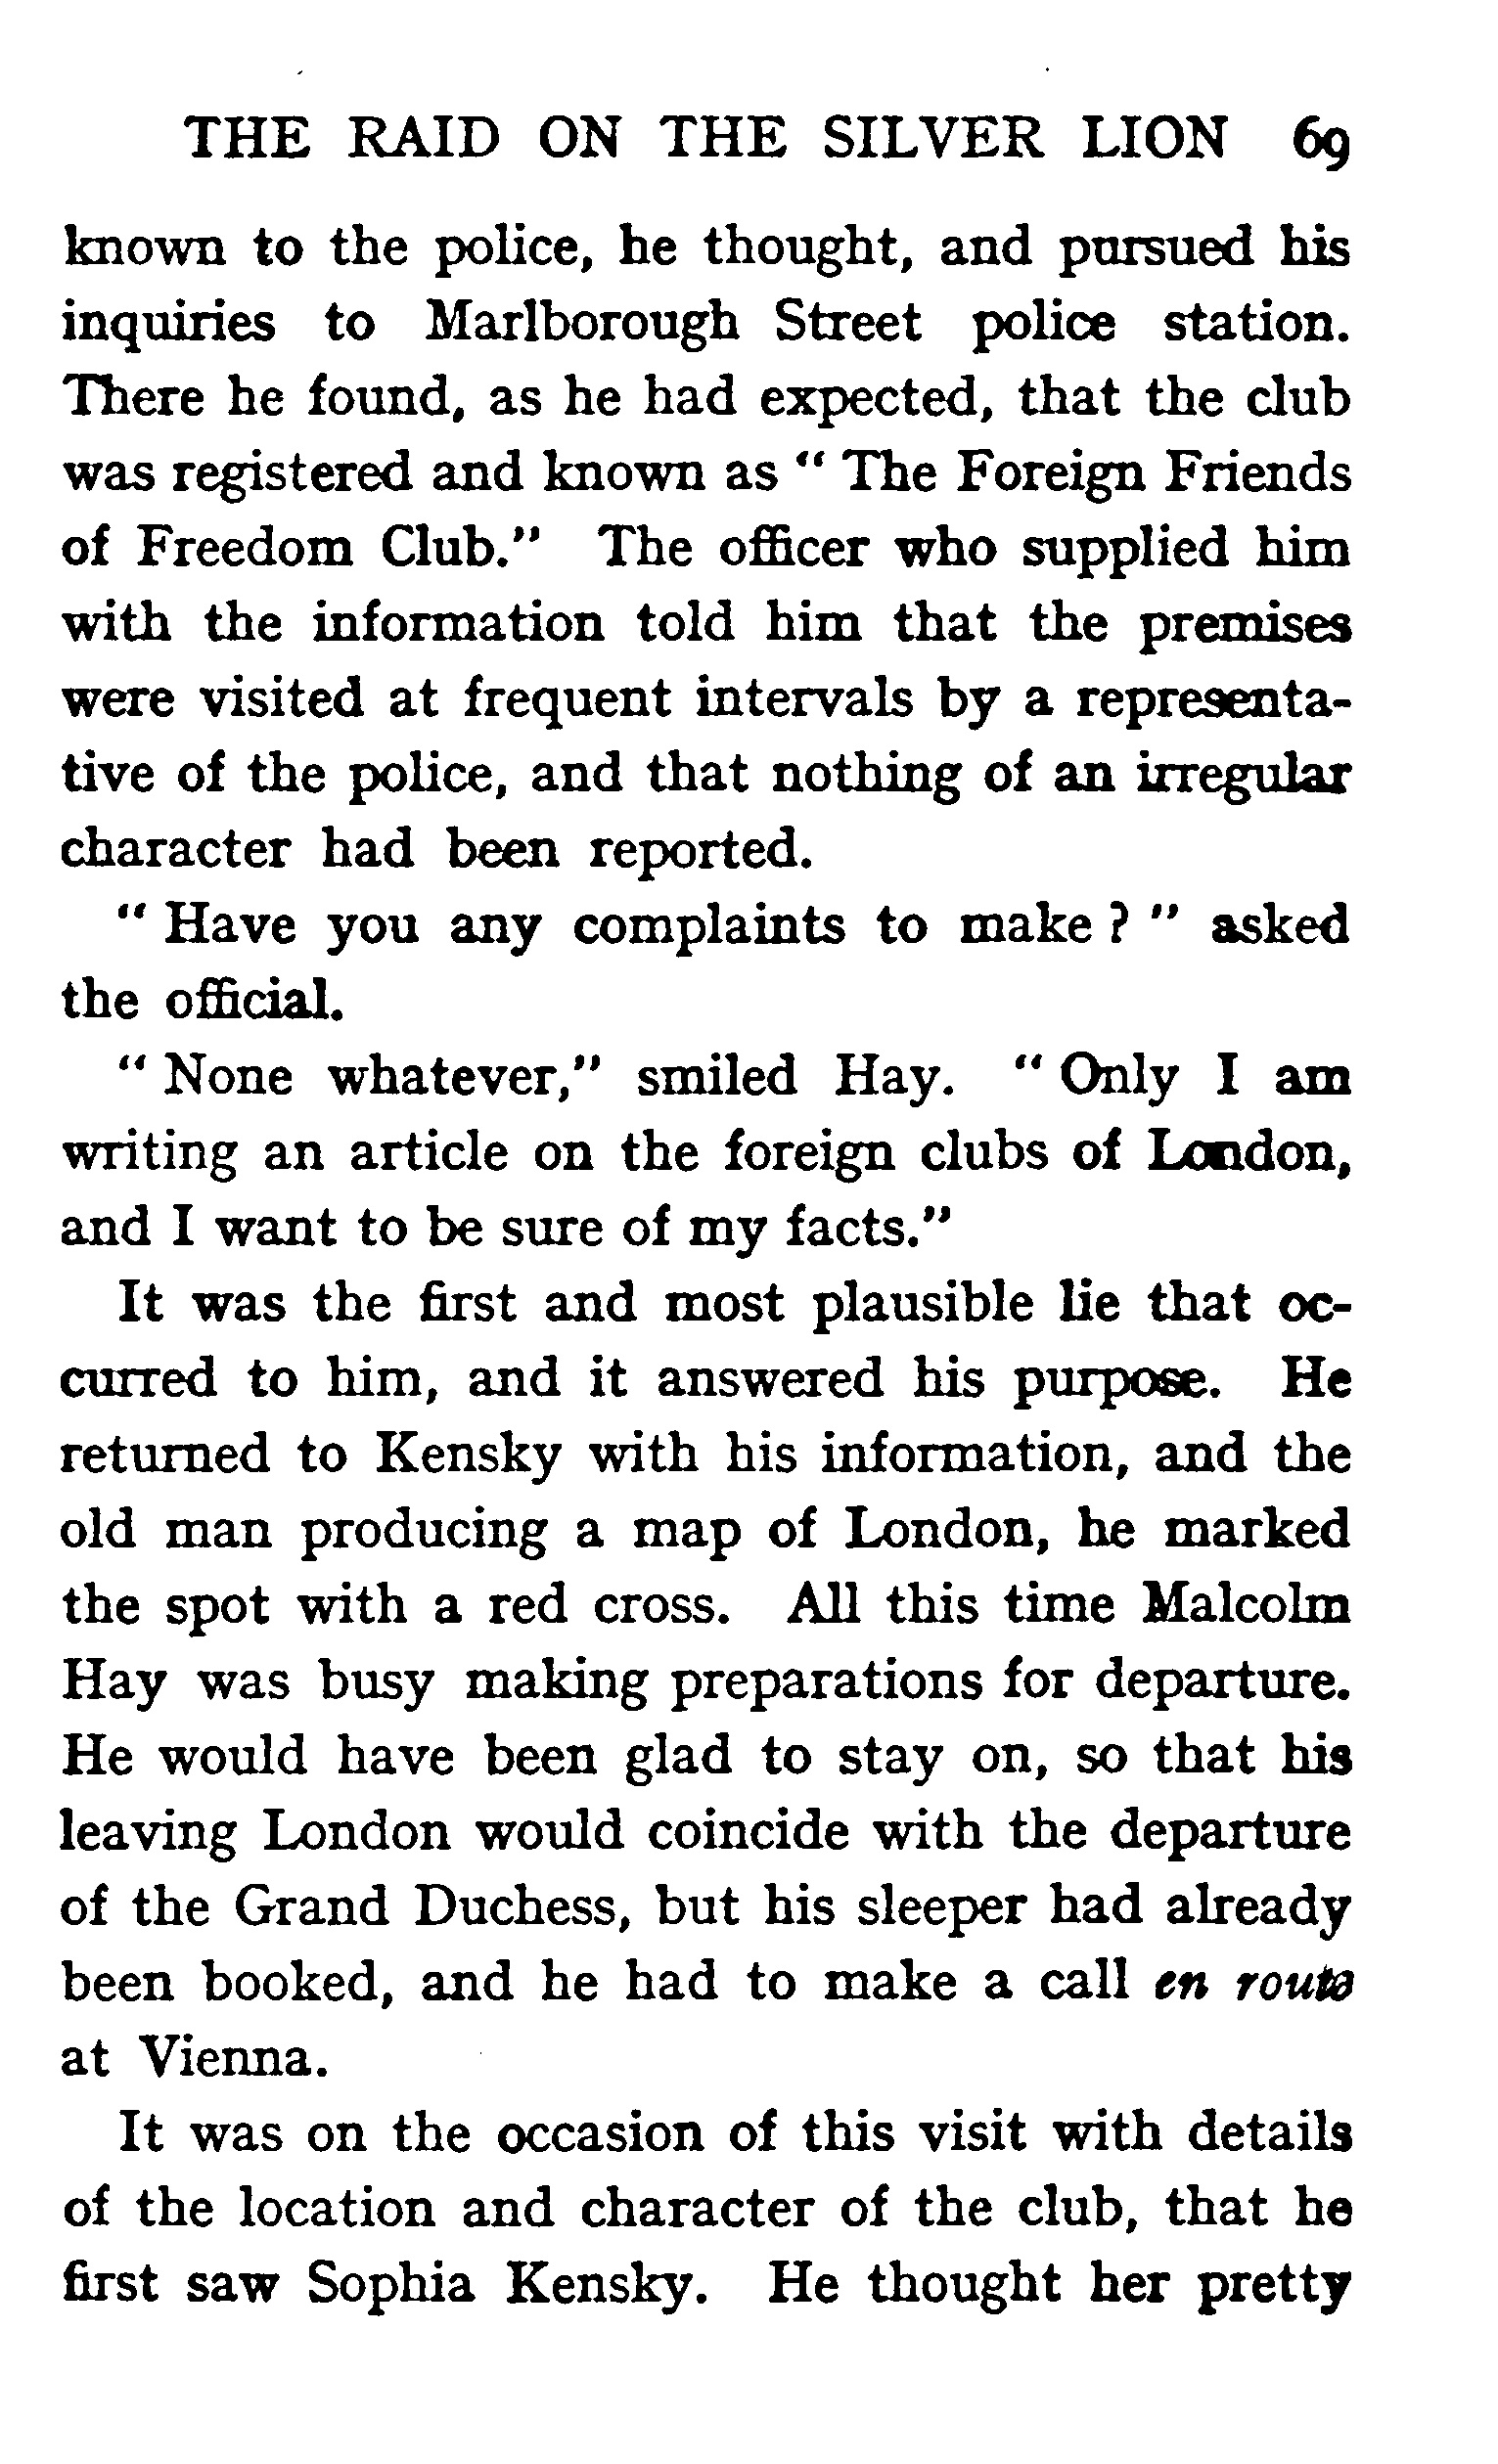 THE RAID ON THE SILVER LION 69
known to the police, he thought, and pursued his
inquiries to Marlborough Street police station.
There he found, as he had expected, that the club
was registered and known as " The Foreign Friends
of Freedom Club." The officer who supplied him
with the information told him that the premises
were visited at frequent intervals by a representa-
tive of the police, and that nothing of an irregular
character had been reported.
" Have you any complaints to make ? " asked
the official.
" None whatever," smiled Hay. " Only I am
writing an article on the foreign clubs of London,
and I want to be sure of my facts."
It was the first and most plausible lie that oc-
curred to him, and it answered his purpose. He
returned to Kensky with his information, and the
old man producing a map of London, he marked
the spot with a red cross. All this time Malcolm
Hay was busy making preparations for departure.
He would have been glad to stay on, so that his
leaving London would coincide with the departure
of the Grand Duchess, but his sleeper had already
been booked, and he had to make a call en route
at Vienna.
It was on the occasion of this visit with details
of the location and character of the club, that he
first saw Sophia Kensky. He thought her pretty